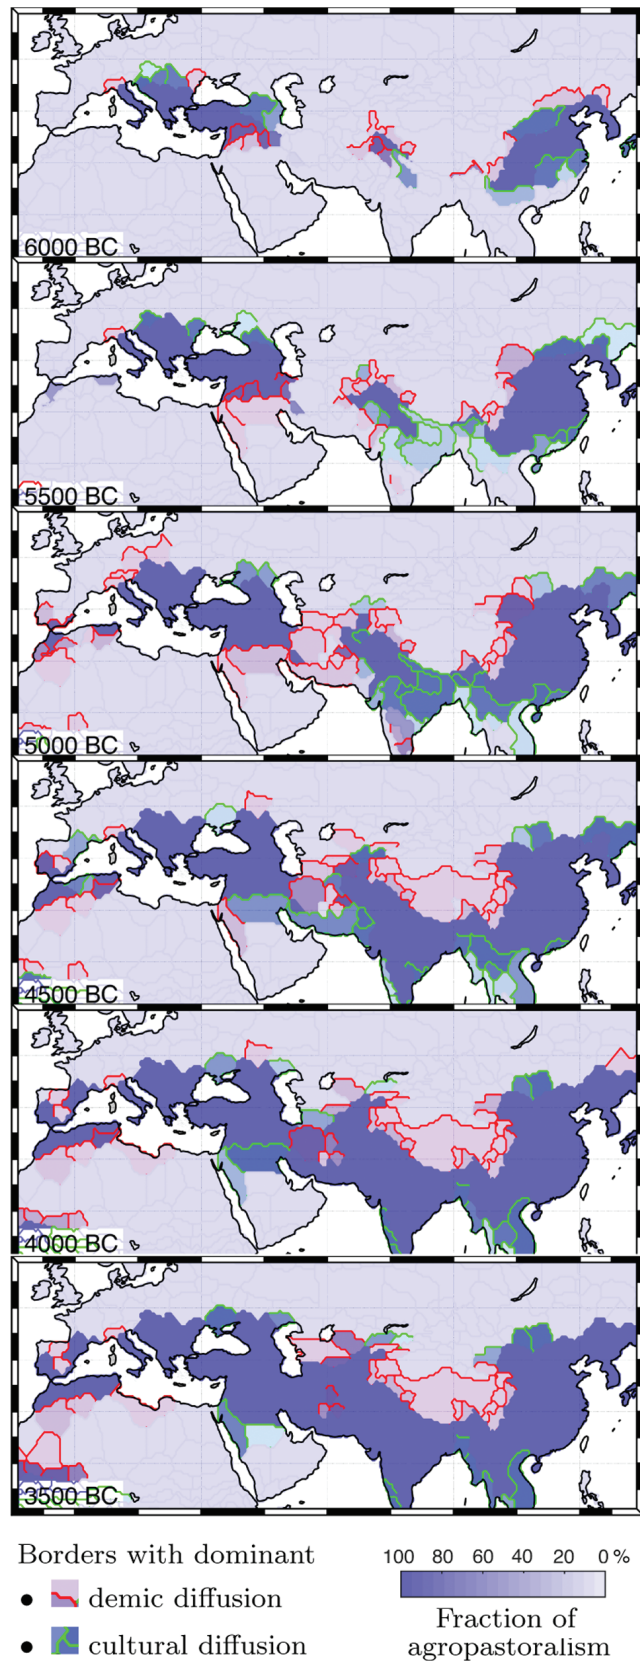 6000 BC
5500 BC
5000 BC
4500 BC
4000 BC
3500 BC
Borders with dominant
• demic diffusion
• cultural diffusion
100 80 60 40 20 0 %
Fraction of
agropastoralism